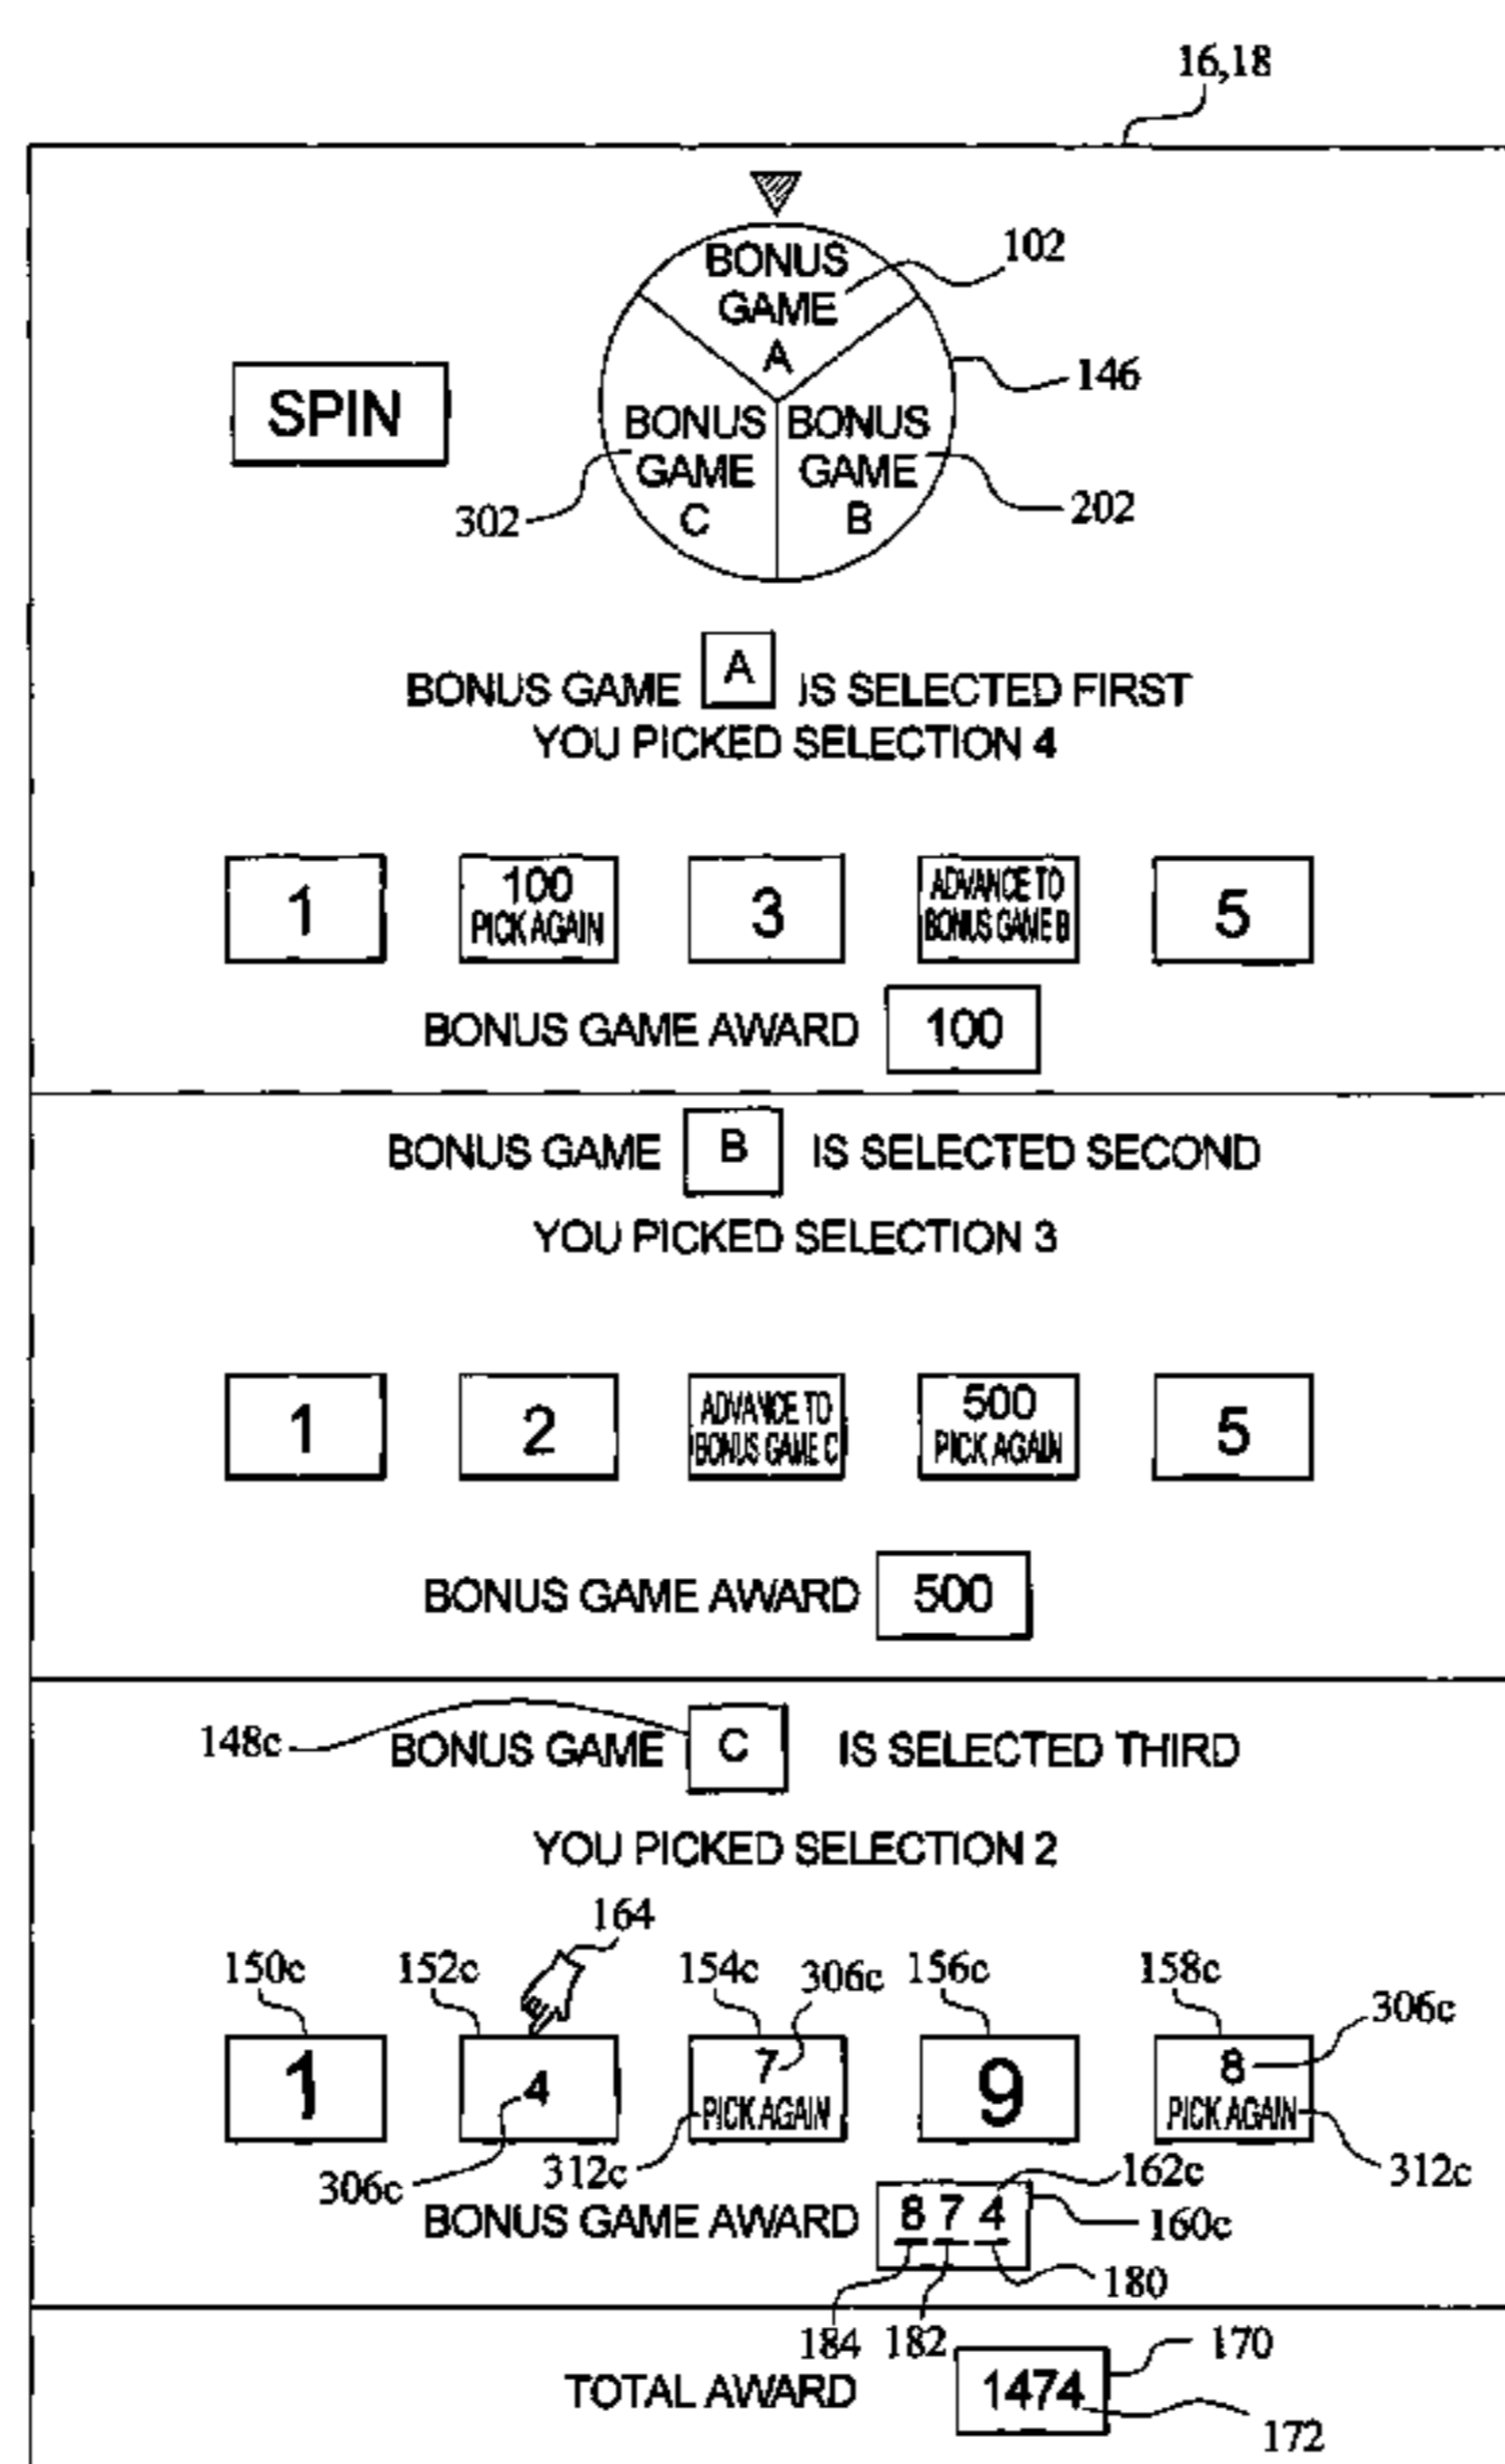 16,18
BONUS GAME A
102
146
SPIN
BONUS GAME C
BONUS GAME B
302
202
BONUS GAME A IS SELECTED FIRST
YOU PICKED SELECTION 4
1
100 PICK AGAIN
3
ADVANCE TO BONUS GAME B
5
BONUS GAME AWARD 100
BONUS GAME B IS SELECTED SECOND
YOU PICKED SELECTION 3
1
2
ADVANCE TO BONUS GAME C
500 PICK AGAIN
5
BONUS GAME AWARD 500
148c
BONUS GAME C IS SELECTED THIRD
YOU PICKED SELECTION 2
164
150c 152c 154c 306c 156c 158c 306c
1
4
7 PICK AGAIN
9
8 PICK AGAIN
306c 312c 162c 312c
BONUS GAME AWARD 8 7 4 160c
180
184 182 170
TOTAL AWARD 1474
172